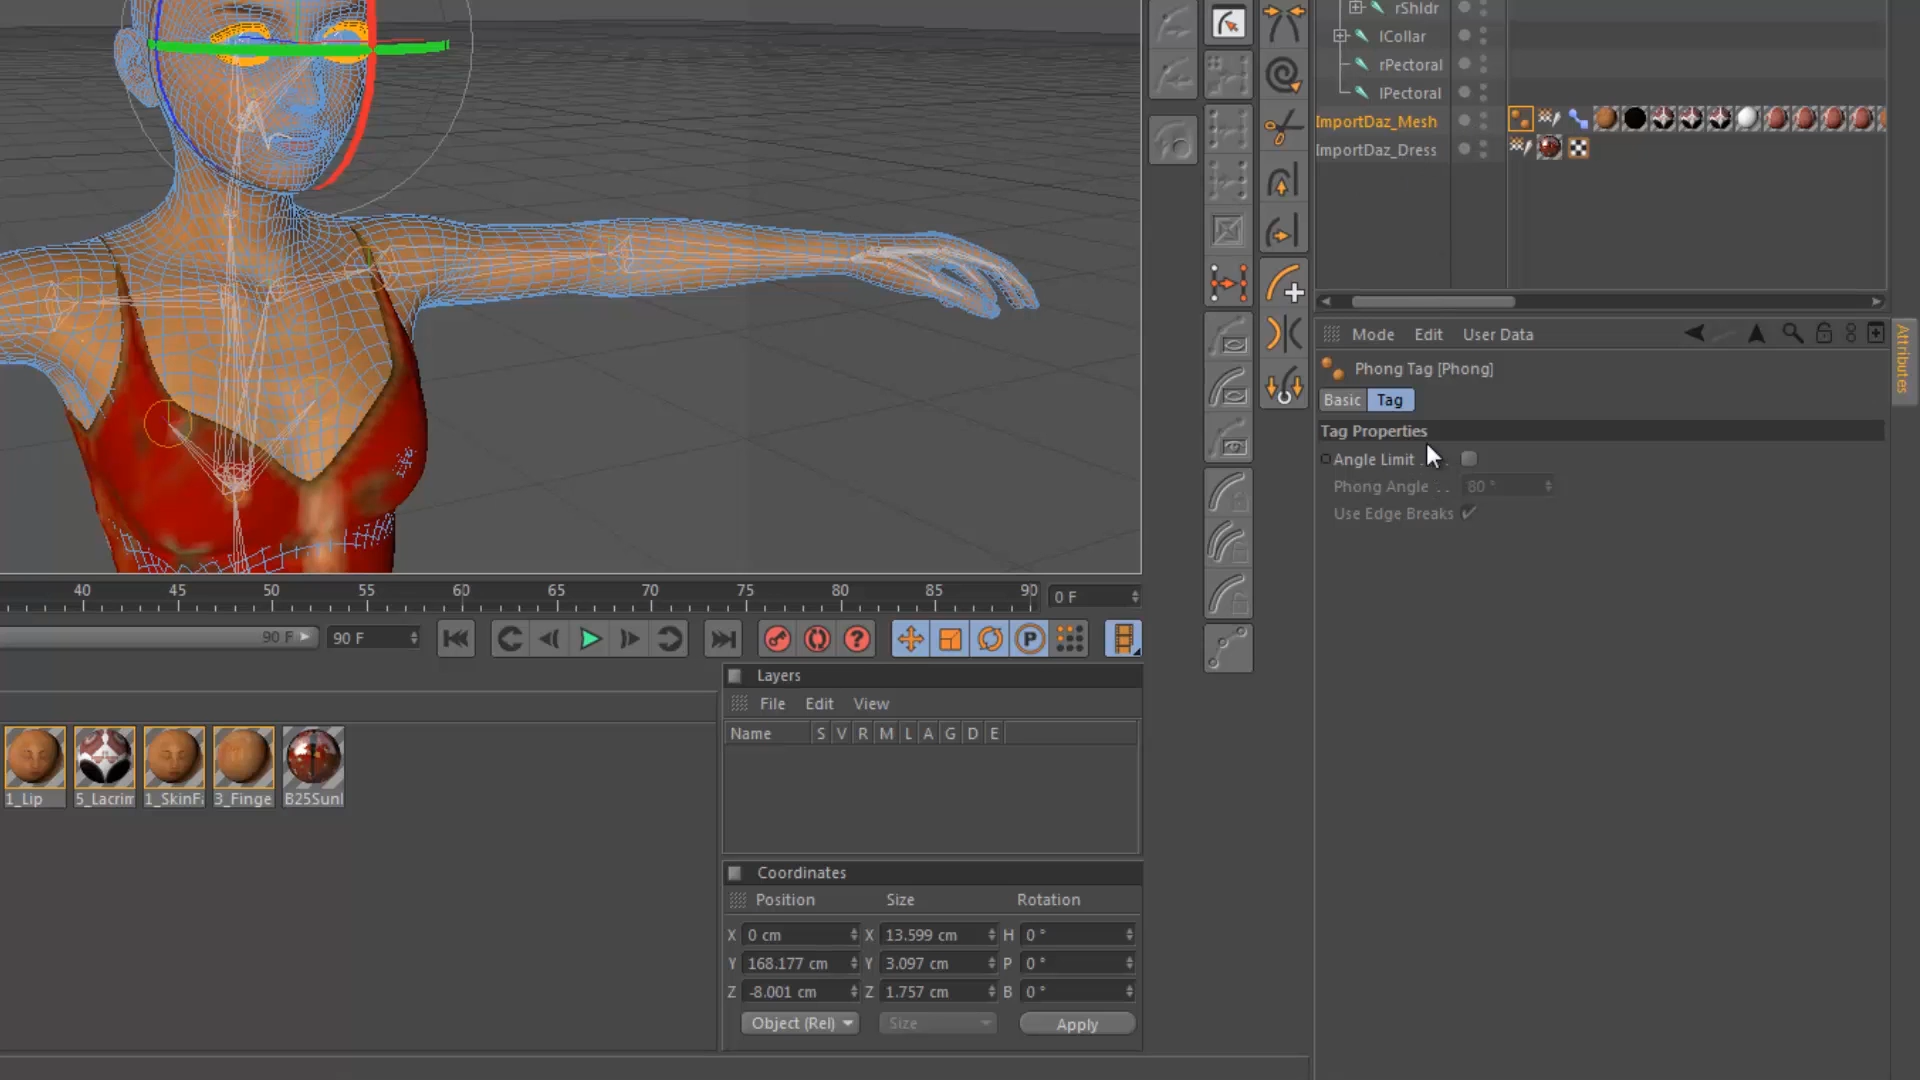 rShldr
lCollar
rPectoral
lPectoral
ImportDaz_Mesh
ImportDaz_Dress
Mode Edit User Data
Attributes
Phong Tag [Phong]
Basic Tag
Tag Properties
Angle Limit . .
Phong Angle . . 80 °
Use Edge Breaks
40 45 50 55 60 65 70 75 80 85 90 0 F
90 F 90 F
P
Layers
File Edit View
Name S V R M L A G D E
1_Lip 5_Lacrim 1_SkinF 3_Finge B25SunI
Coordinates
Position Size Rotation
X 0 cm X 13.599 cm H 0 °
Y 168.177 cm Y 3.097 cm P 0 °
Z -8.001 cm Z 1.757 cm B 0 °
Object (Rel) Size Apply